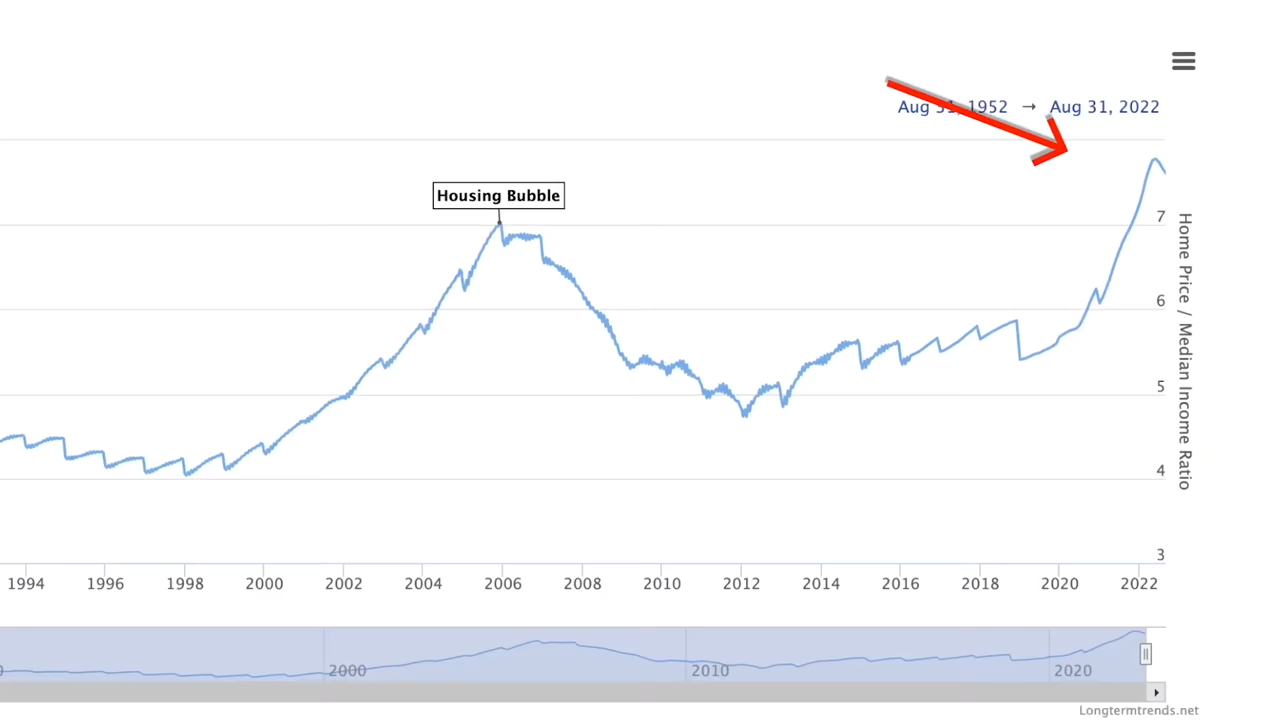 Aug 31, 1952 → Aug 31, 2022
Housing Bubble
7
6
5
4
3
Home Price / Median Income Ratio
1994 1996 1998 2000 2002 2004 2006 2008 2010 2012 2014 2016 2018 2020 2022
2000 2010 2020
Longtermtrends.net